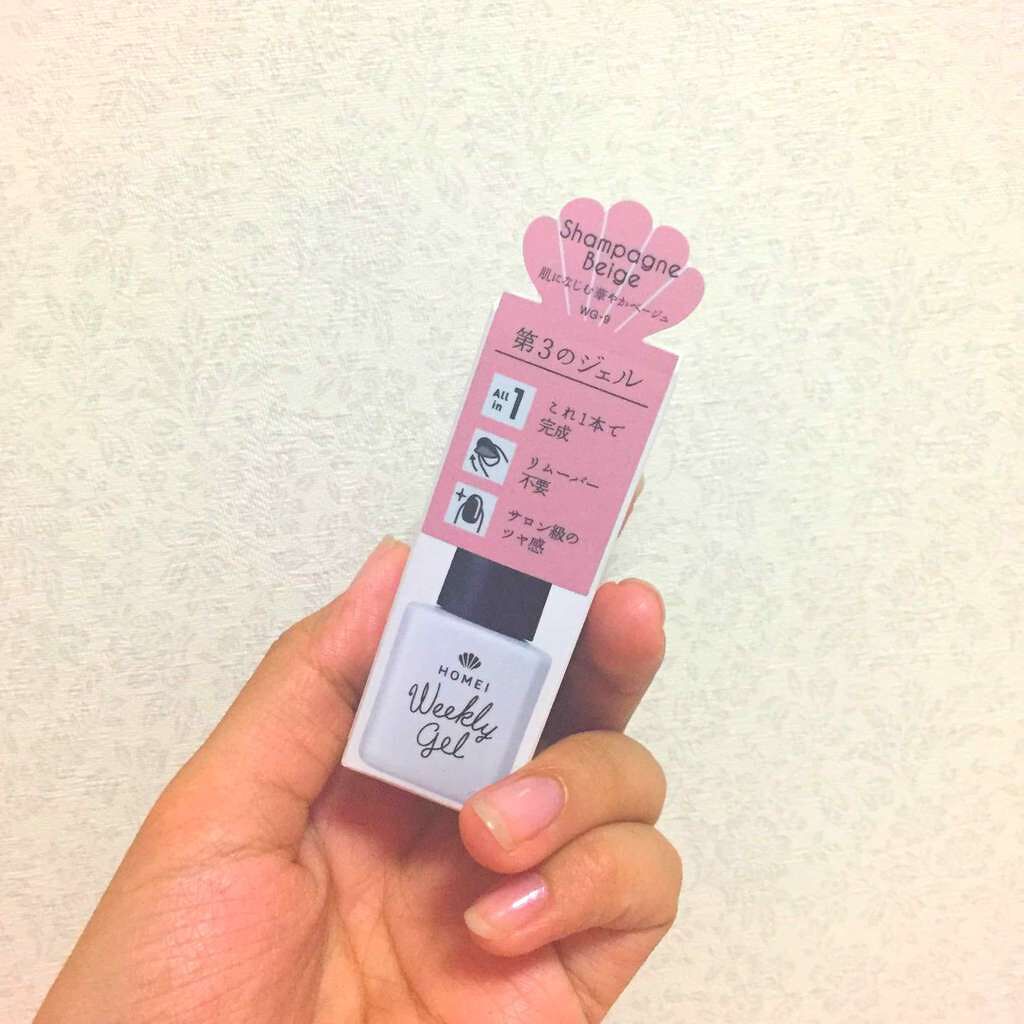 Shampagne
Beige
肌になじむ華やかベージュ
WG-9
第3のジェル
All
in 1
これ1本で
完成
リムーバー
不要
サロン級の
ツヤ感
HOMEI
Weekly
gel